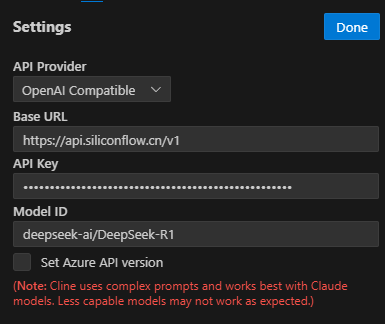 Settings
Done
API Provider
OpenAI Compatible
Base URL
https://api.siliconflow.cn/v1
API Key
••••••••••••••••••••••••••••••••••••••••••••••••••••
Model ID
deepseek-ai/DeepSeek-R1
Set Azure API version
(Note: Cline uses complex prompts and works best with Claude
models. Less capable models may not work as expected.)